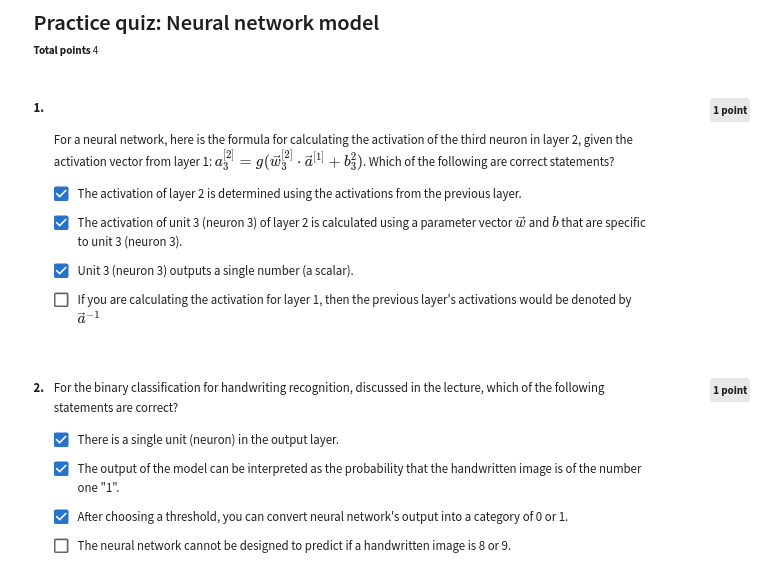 Practice quiz: Neural network model
Total points 4
1.
1 point
For a neural network, here is the formula for calculating the activation of the third neuron in layer 2, given the
activation vector from layer 1: $a_3^{[2]} = g(\vec{w}_3^{[2]} \cdot \vec{a}^{[1]} + b_3^2)$. Which of the following are correct statements?
The activation of layer 2 is determined using the activations from the previous layer.
The activation of unit 3 (neuron 3) of layer 2 is calculated using a parameter vector $\vec{w}$ and $b$ that are specific
to unit 3 (neuron 3).
Unit 3 (neuron 3) outputs a single number (a scalar).
If you are calculating the activation for layer 1, then the previous layer's activations would be denoted by
$\vec{a}^{-1}$
2. For the binary classification for handwriting recognition, discussed in the lecture, which of the following
1 point
statements are correct?
There is a single unit (neuron) in the output layer.
The output of the model can be interpreted as the probability that the handwritten image is of the number
one "1".
After choosing a threshold, you can convert neural network's output into a category of 0 or 1.
The neural network cannot be designed to predict if a handwritten image is 8 or 9.